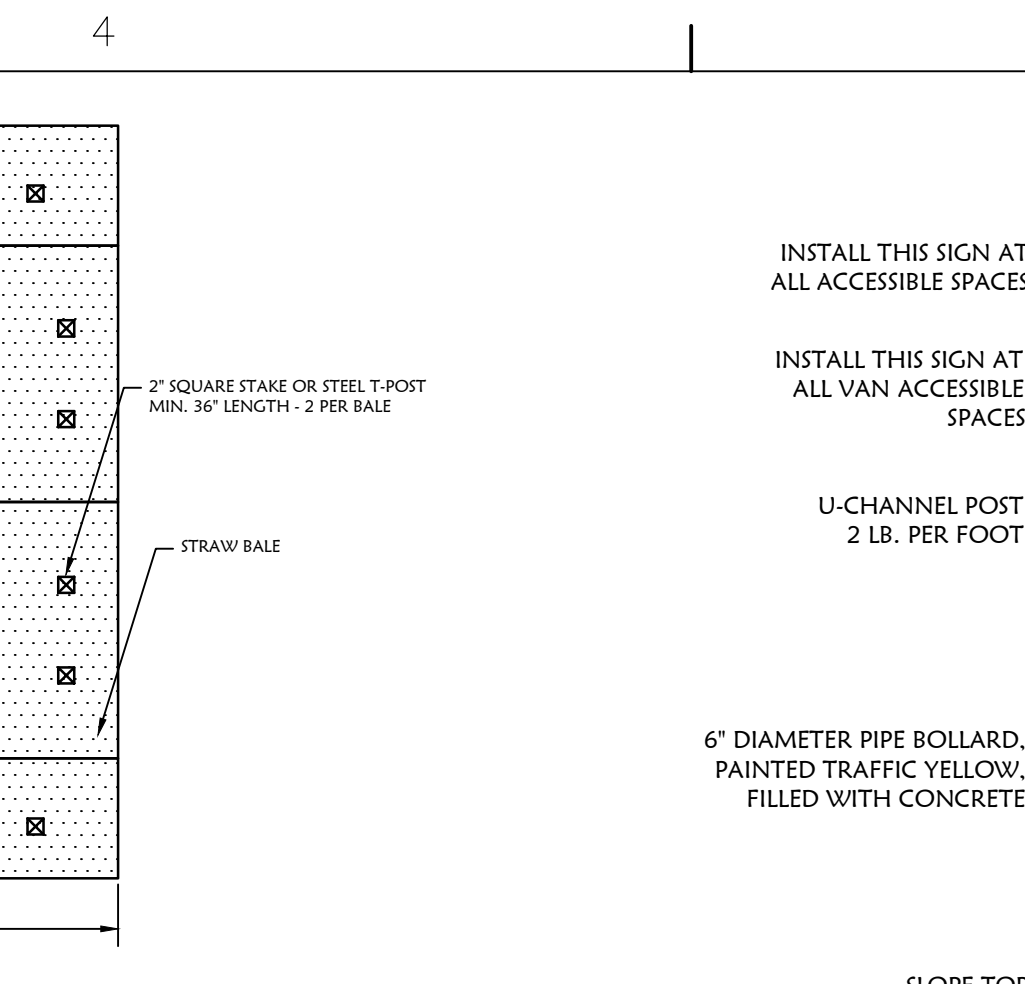 4
INSTALL THIS SIGN AT
ALL ACCESSIBLE SPACES
INSTALL THIS SIGN AT
ALL VAN ACCESSIBLE
SPACES
2" SQUARE STAKE OR STEEL T-POST
MIN. 36" LENGTH - 2 PER BALE
U-CHANNEL POST
2 LB. PER FOOT
STRAW BALE
6" DIAMETER PIPE BOLLARD,
PAINTED TRAFFIC YELLOW,
FILLED WITH CONCRETE
SLOPE TOP